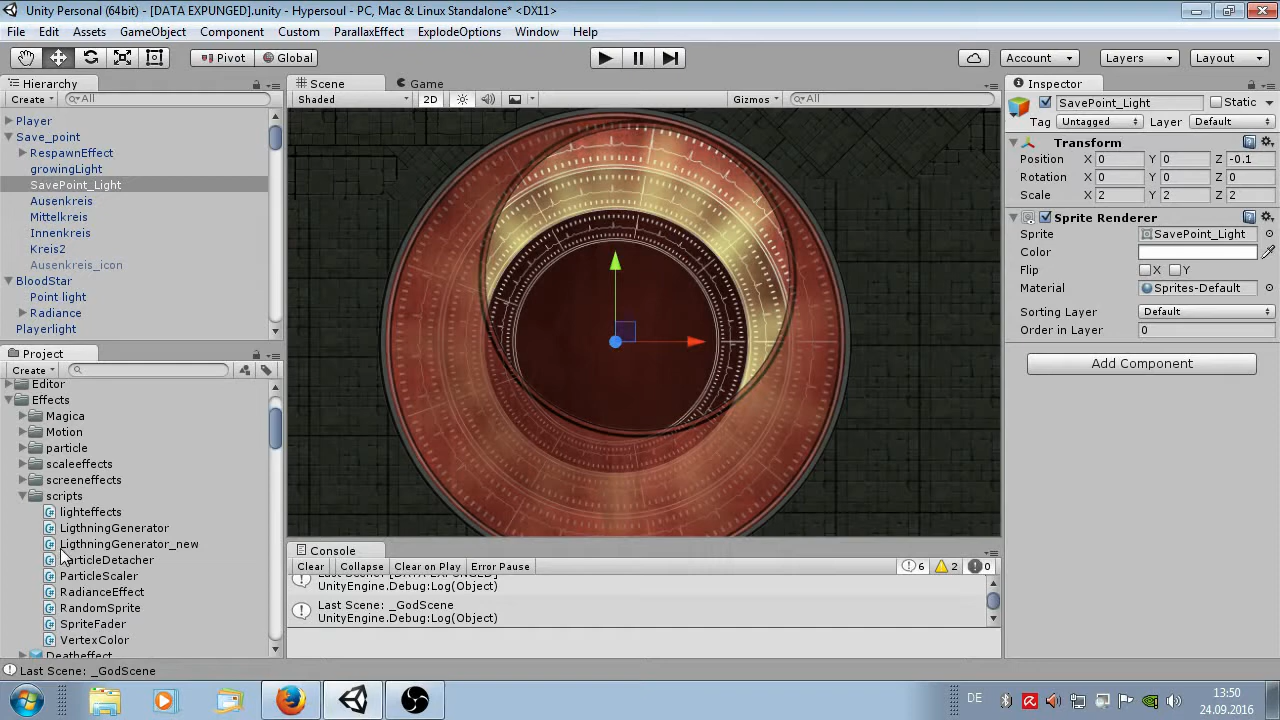 Unity Personal (64bit) - [DATA EXPUNGED].unity - Hypersoul - PC, Mac & Linux Standalone* <DX11>
File Edit Assets GameObject Component Custom ParallaxEffect ExplodeOptions Window Help
Pivot Global Account Layers Layout
Hierarchy
Create All
Player
Save_point
RespawnEffect
growingLight
SavePoint_Light
Ausenkreis
Mittelkreis
Innenkreis
Kreis2
Ausenkreis_icon
BloodStar
Point light
Radiance
Playerlight
Project
Create
Editor
Effects
Magica
Motion
particle
scaleeffects
screeneffects
scripts
lighteffects
LigthningGenerator
LigthningGenerator_new
ParticleDetacher
ParticleScaler
RadianceEffect
RandomSprite
SpriteFader
VertexColor
Deatheffect
Scene Game
Shaded 2D Gizmos All
Console
Clear Collapse Clear on Play Error Pause 6 2 0
Last Scene: [DATA EXPUNGED]
UnityEngine.Debug:Log(Object)
Last Scene: _GodScene
UnityEngine.Debug:Log(Object)
Inspector
SavePoint_Light Static
Tag Untagged Layer Default
Transform
Position X 0 Y 0 Z -0.1
Rotation X 0 Y 0 Z 0
Scale X 2 Y 2 Z 2
Sprite Renderer
Sprite SavePoint_Light
Color
Flip X Y
Material Sprites-Default
Sorting Layer Default
Order in Layer 0
Add Component
Last Scene: _GodScene
DE
13:50
24.09.2016